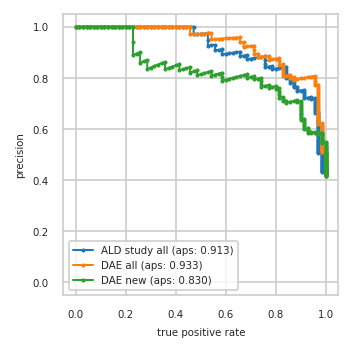 1.0
0.8
0.6
0.4
0.2
0.0
precision
ALD study all (aps: 0.913)
DAE all (aps: 0.933)
DAE new (aps: 0.830)
0.0 0.2 0.4 0.6 0.8 1.0
true positive rate